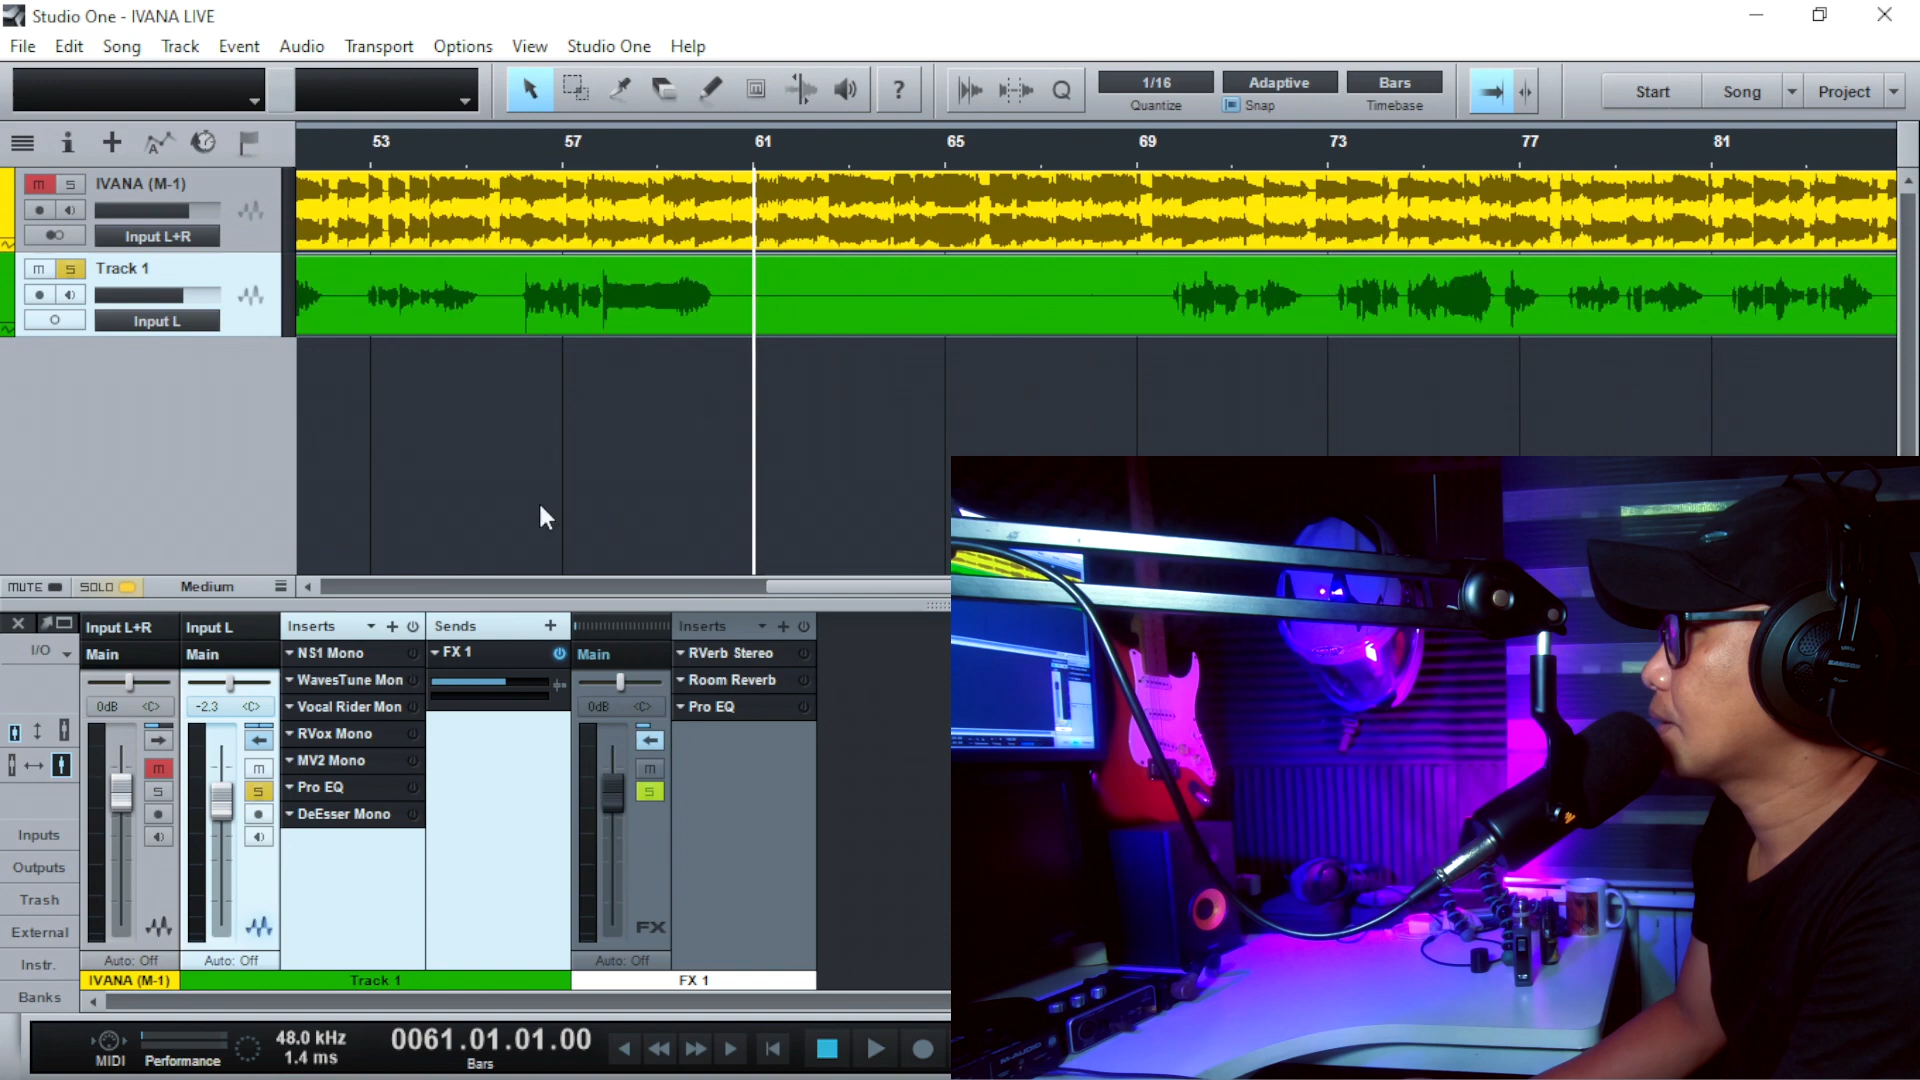 Studio One - IVANA LIVE
File Edit Song Track Event Audio Transport Options View Studio One Help
1/16 Adaptive Bars
Quantize Snap Timebase
? Q Start Song Project
53 57 61 65 69 73 77 81
M S IVANA (M-1)
Input L+R
M S Track 1
Input L
MUTE SOLO Medium
Input L+R Input L Inserts Sends Inserts
I/O Main Main NS1 Mono FX 1 Main RVerb Stereo
WavesTune Mon Room Reverb
0dB <C> -2.3 <C> Vocal Rider Mon 0dB <C> Pro EQ
RVox Mono
M M MV2 Mono M
S S Pro EQ S
DeEsser Mono
Inputs
Outputs
Trash
External FX
Instr. Auto: Off Auto: Off Auto: Off
IVANA (M-1) Track 1 FX 1
Banks
MIDI Performance 48.0 kHz 0061.01.01.00
1.4 ms Bars
SAMSON
M-AUDIO